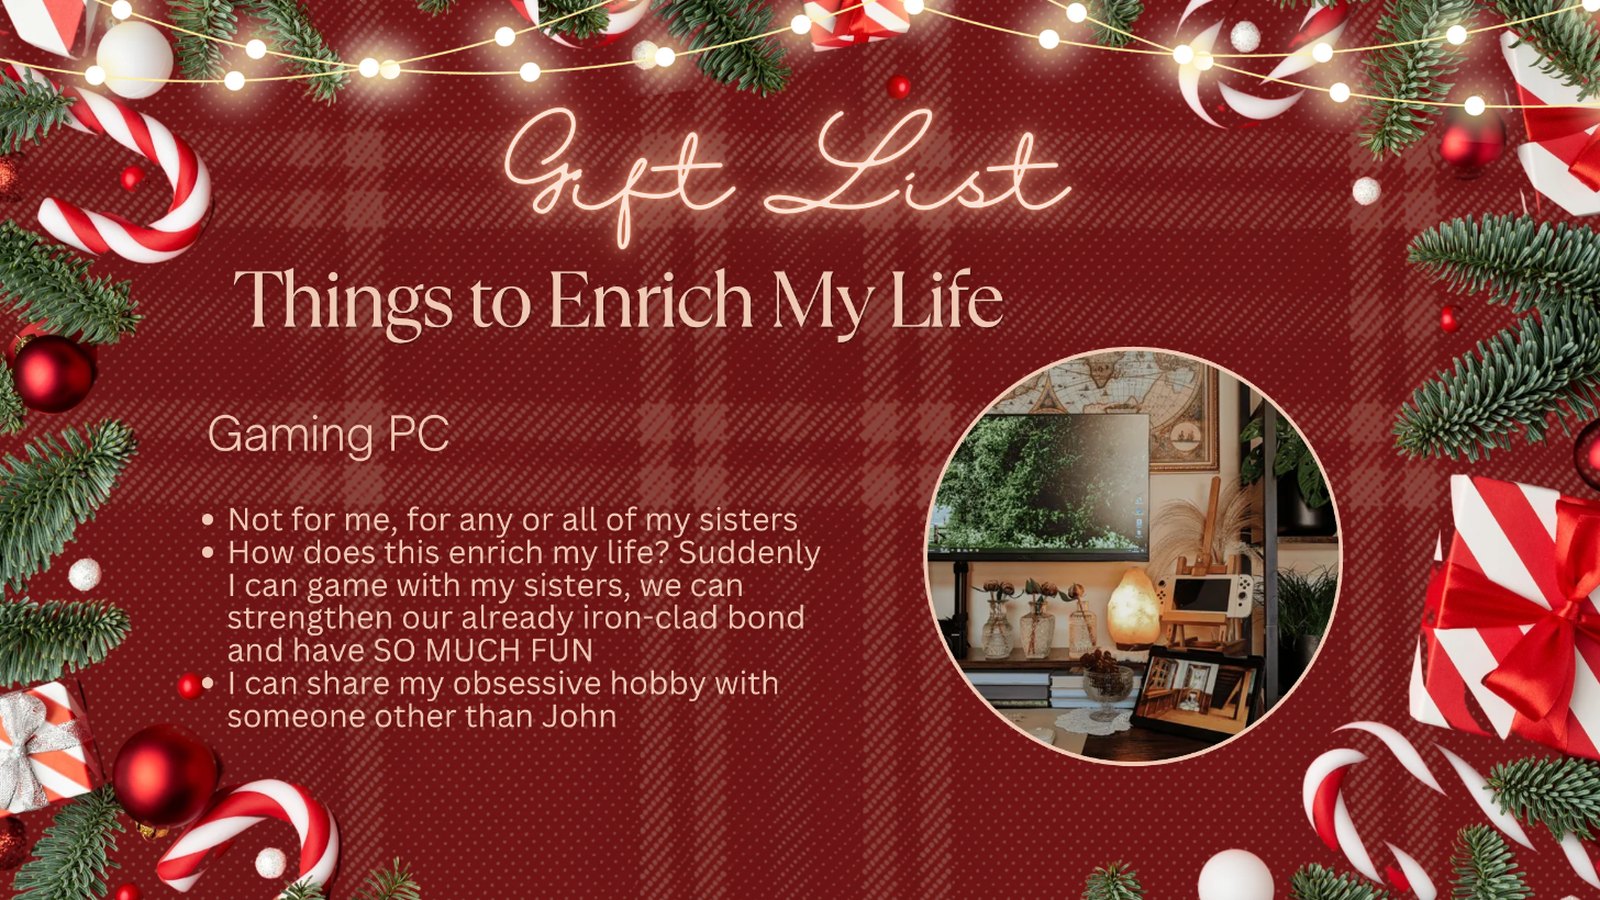 Gift List
Things to Enrich My Life
Gaming PC
• Not for me, for any or all of my sisters
• How does this enrich my life? Suddenly
I can game with my sisters, we can
strengthen our already iron-clad bond
and have SO MUCH FUN
• I can share my obsessive hobby with
someone other than John